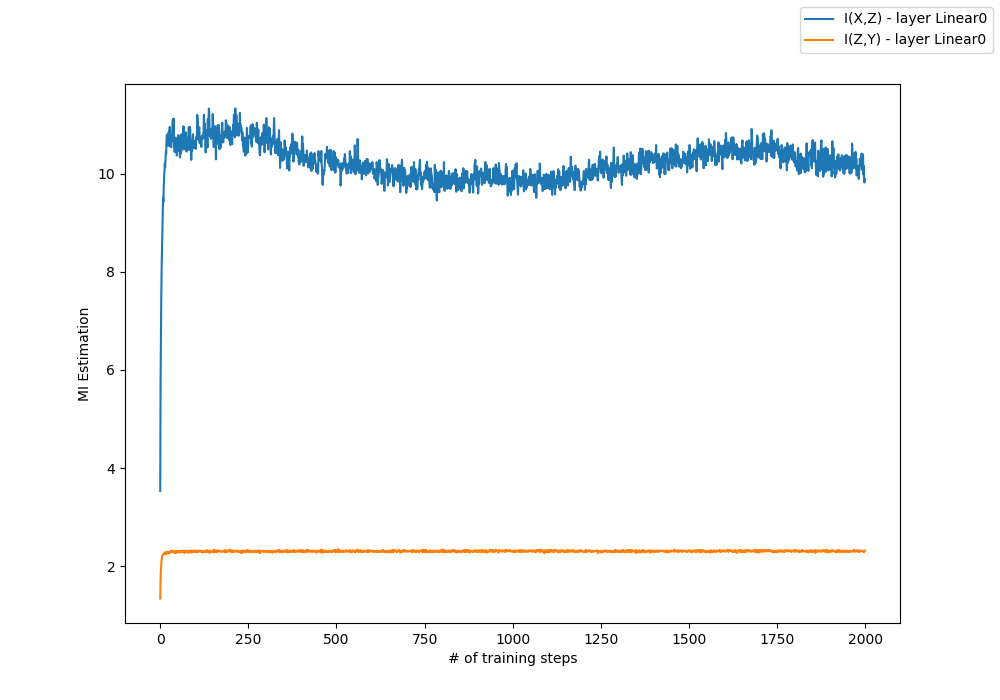 I(X,Z) - layer Linear0
I(Z,Y) - layer Linear0
MI Estimation
10
8
6
4
2
0 250 500 750 1000 1250 1500 1750 2000
# of training steps